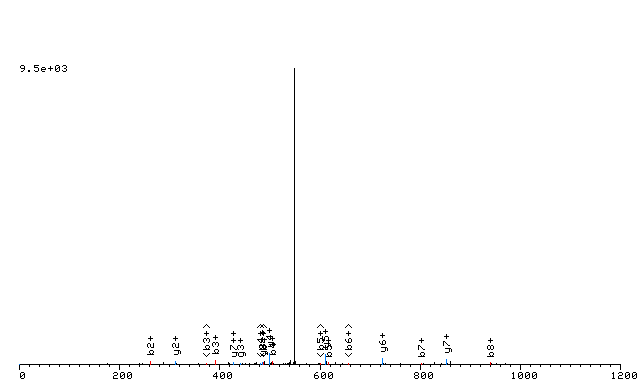 9.5e+03
b2+
y2+
<b3+>
b3+
y7++
y3+
b4+
<b5+>
b5+
<b6+>
y6+
b7+
y7+
b8+
0
200
400
600
800
1000
1200